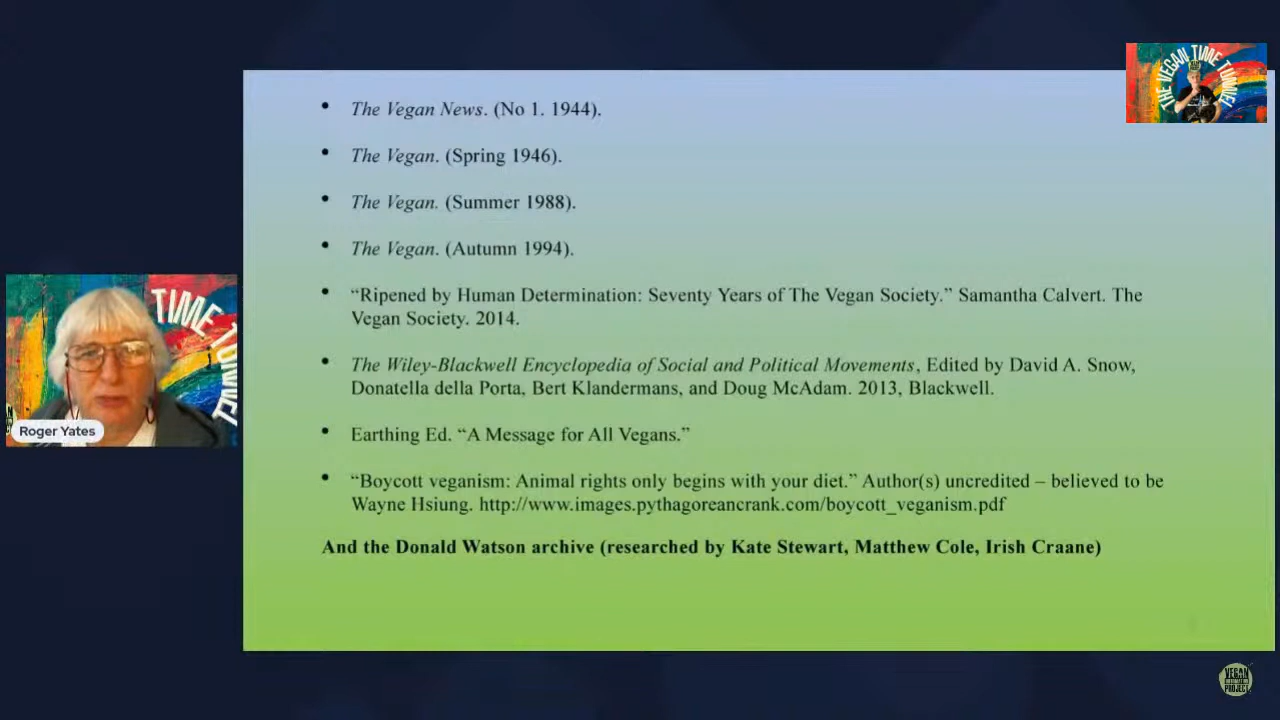 THE VEGAN TIME TUNNEL
The Vegan News. (No 1. 1944).
The Vegan. (Spring 1946).
The Vegan. (Summer 1988).
The Vegan. (Autumn 1994).
“Ripened by Human Determination: Seventy Years of The Vegan Society.” Samantha Calvert. The
Vegan Society. 2014.
The Wiley-Blackwell Encyclopedia of Social and Political Movements, Edited by David A. Snow,
Donatella della Porta, Bert Klandermans, and Doug McAdam. 2013, Blackwell.
Earthing Ed. “A Message for All Vegans.”
“Boycott veganism: Animal rights only begins with your diet.” Author(s) uncredited – believed to be
Wayne Hsiung. http://www.images.pythagoreancrank.com/boycott_veganism.pdf
And the Donald Watson archive (researched by Kate Stewart, Matthew Cole, Irish Craane)
TIME TUNNEL
Roger Yates
VEGAN
PROJECT